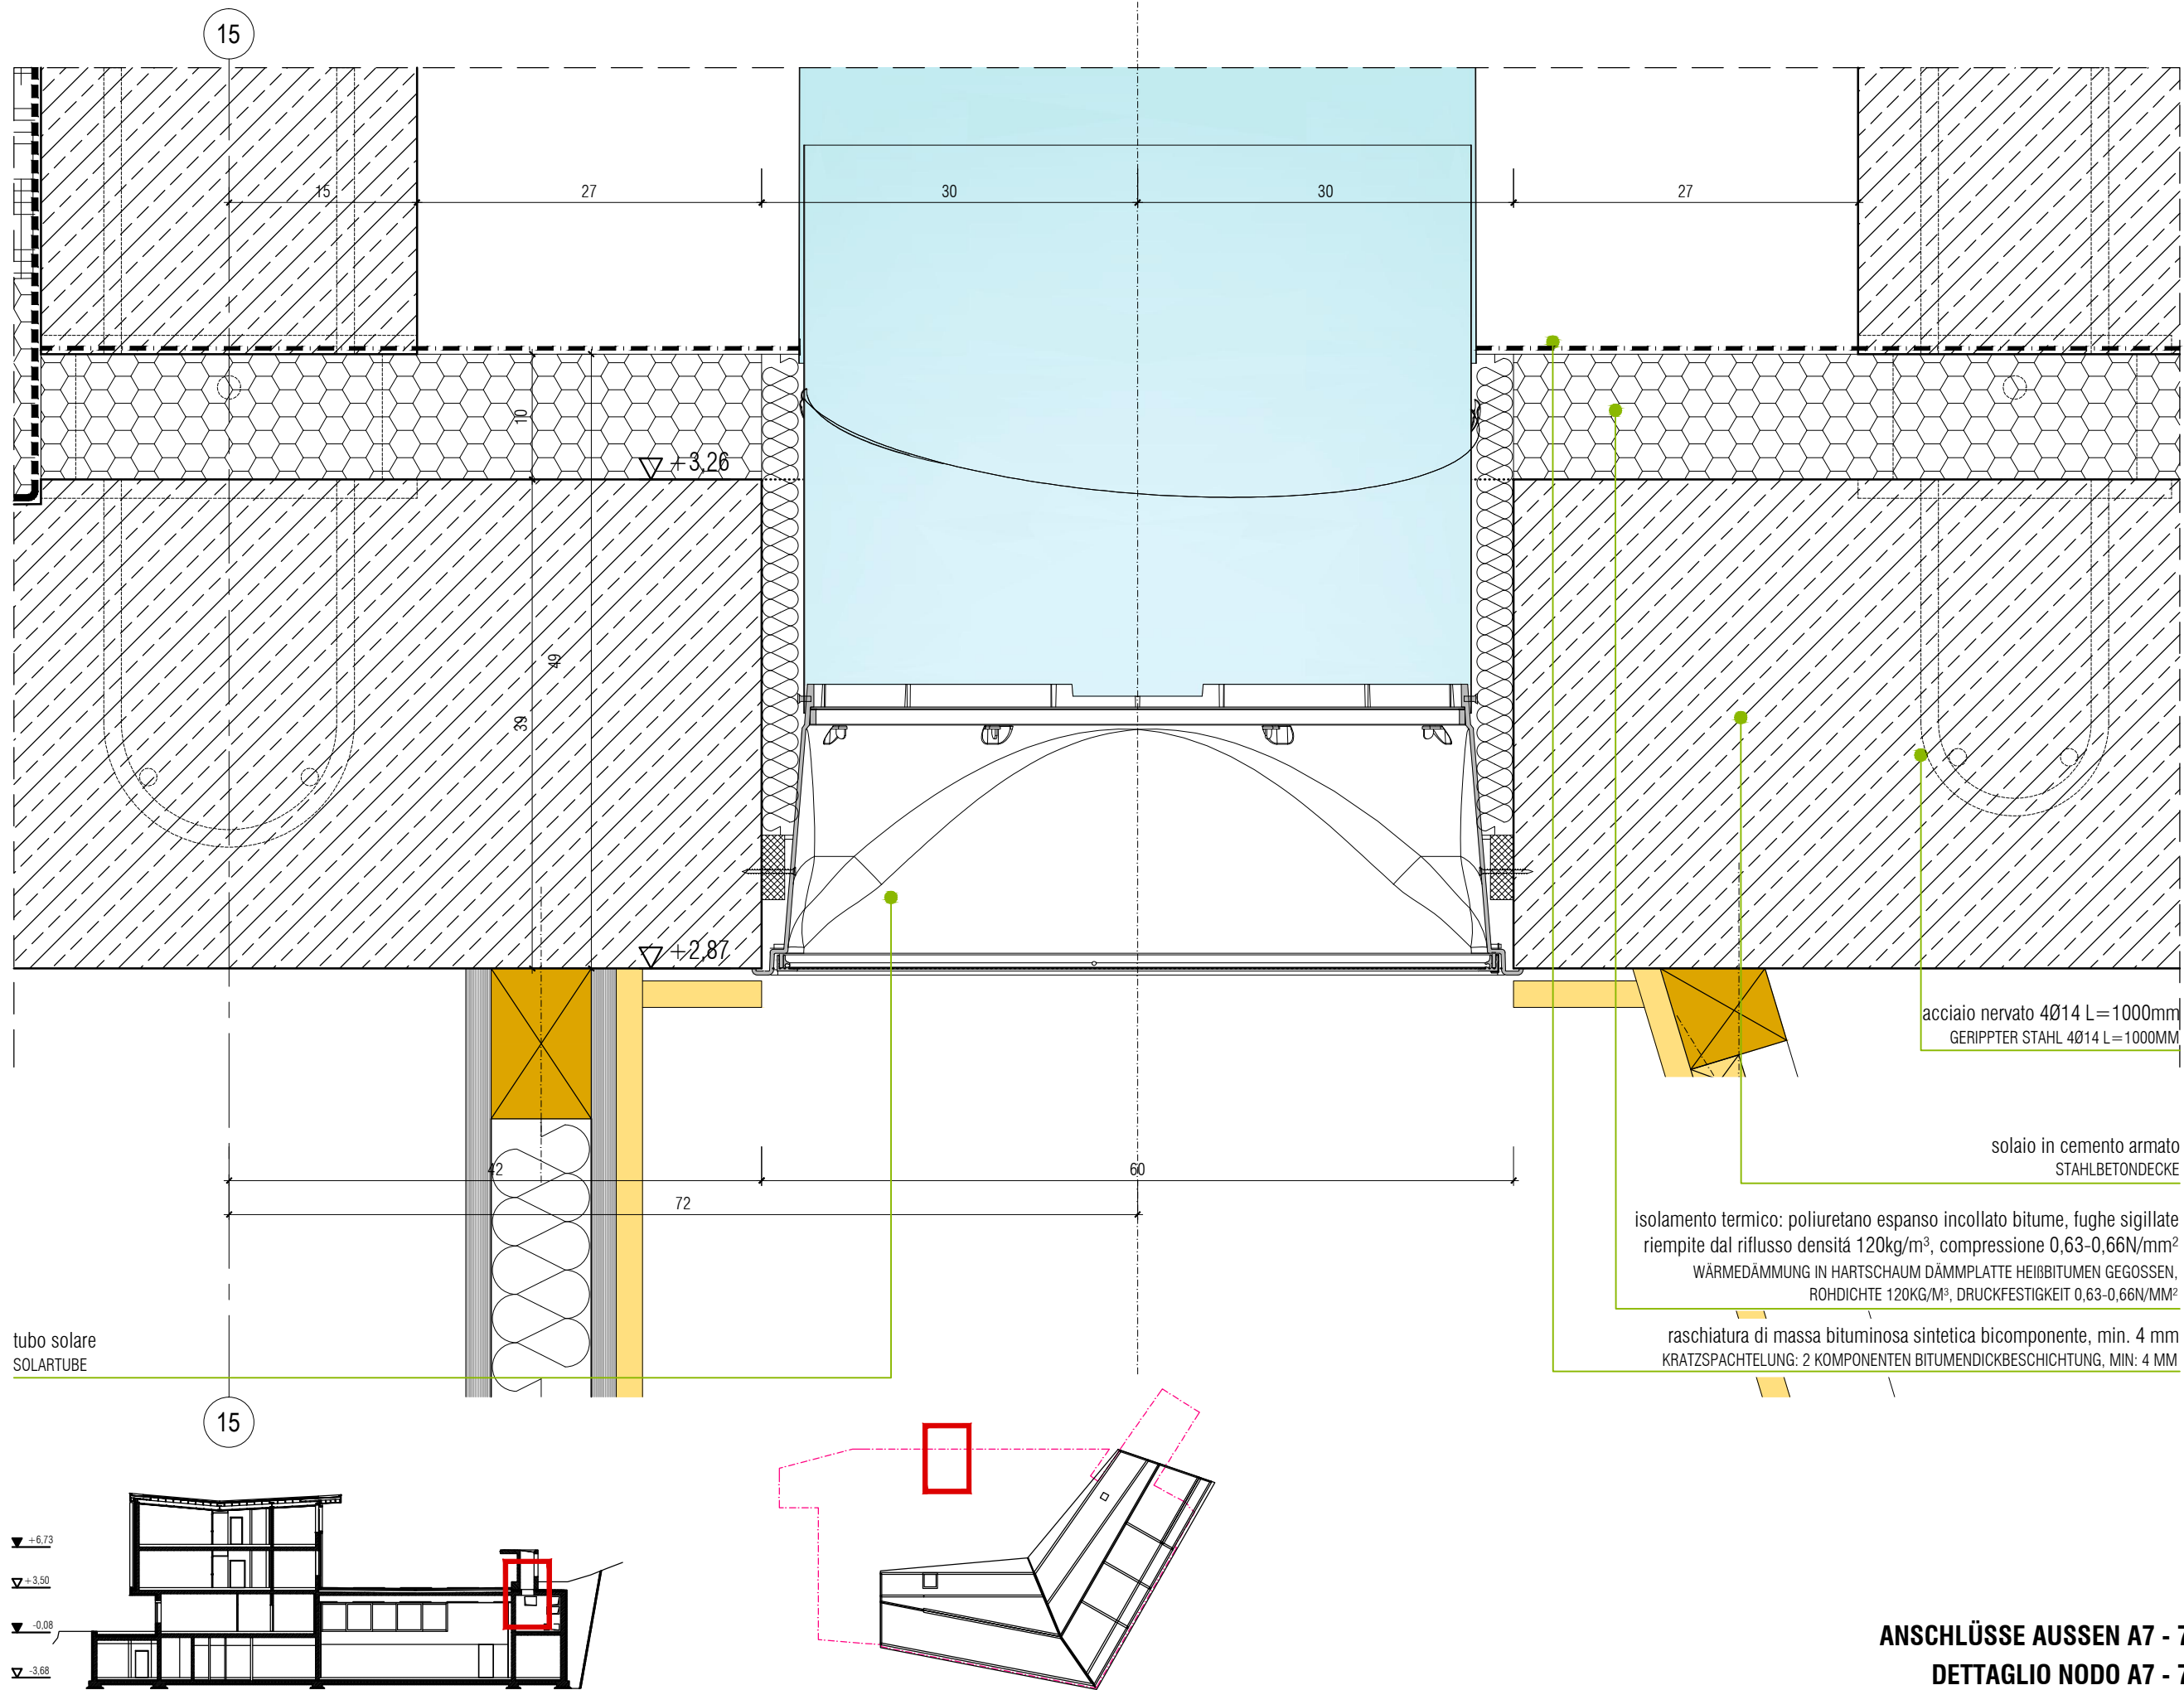 15
15
27
30
30
27
10
+3,26
49
39
+2,87
acciaio nervato 4Ø14 L=1000mm
GERIPPTER STAHL 4Ø14 L=1000MM
solaio in cemento armato
STAHLBETONDECKE
42
60
72
isolamento termico: poliuretano espanso incollato bitume, fughe sigillate
riempite dal riflusso densitá 120kg/m³, compressione 0,63-0,66N/mm²
WÄRMEDÄMMUNG IN HARTSCHAUM DÄMMPLATTE HEIßBITUMEN GEGOSSEN,
ROHDICHTE 120KG/M³, DRUCKFESTIGKEIT 0,63-0,66N/MM²
tubo solare
SOLARTUBE
raschiatura di massa bituminosa sintetica bicomponente, min. 4 mm
KRATZSPACHTELUNG: 2 KOMPONENTEN BITUMENDICKBESCHICHTUNG, MIN: 4 MM
15
+6,73
+3,50
-0,08
-3,68
ANSCHLÜSSE AUSSEN A7 - 7
DETTAGLIO NODO A7 - 7